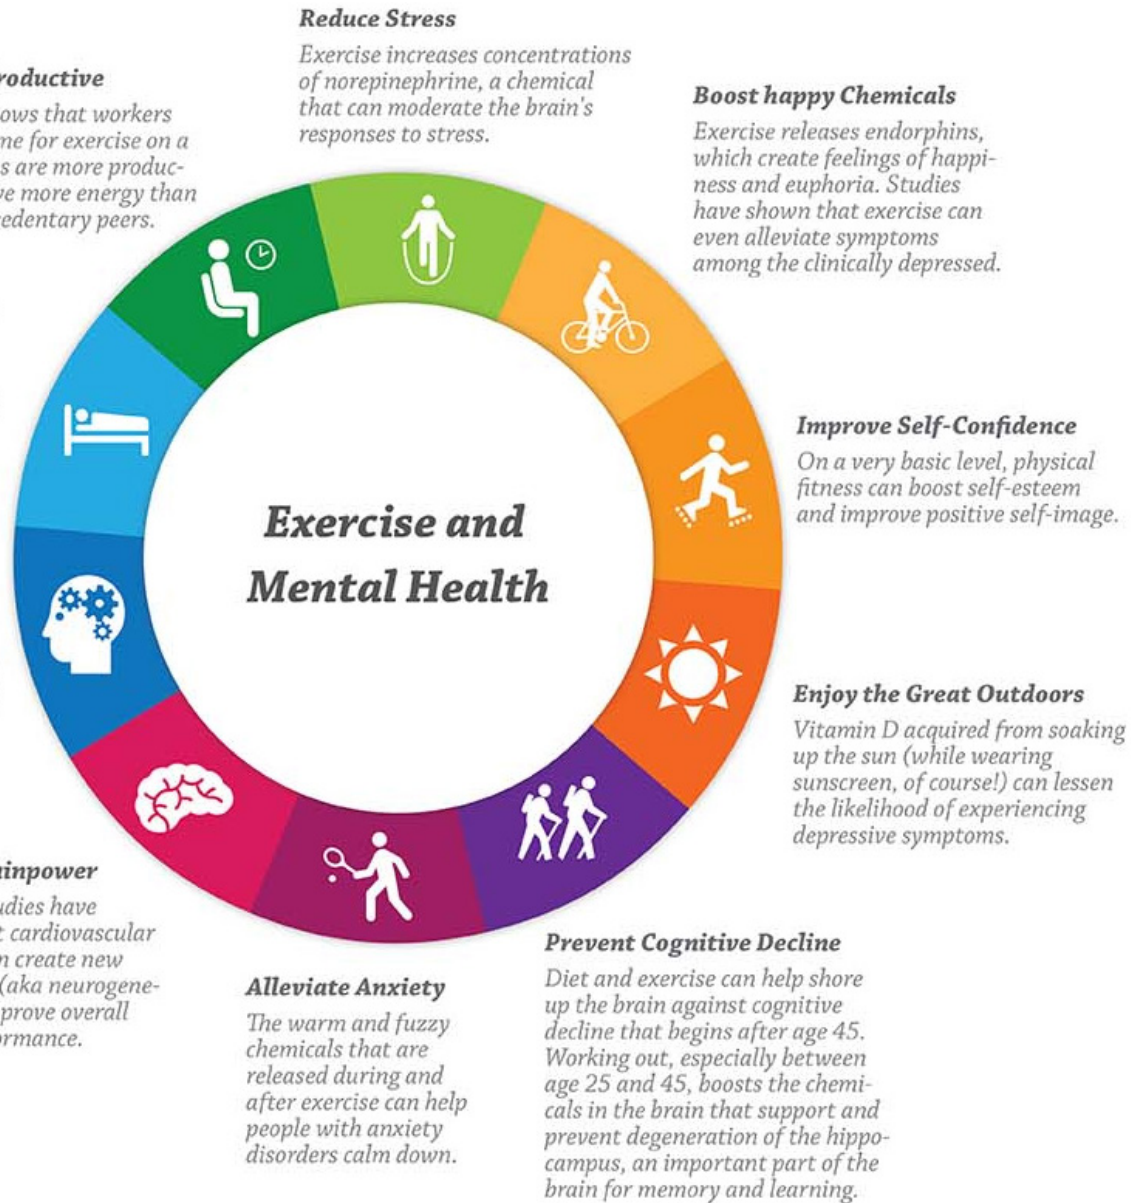 Reduce Stress
Exercise increases concentrations
of norepinephrine, a chemical
that can moderate the brain's
responses to stress.
Boost happy Chemicals
Exercise releases endorphins,
which create feelings of happi-
ness and euphoria. Studies
have shown that exercise can
even alleviate symptoms
among the clinically depressed.
Improve Self-Confidence
On a very basic level, physical
fitness can boost self-esteem
and improve positive self-image.
Enjoy the Great Outdoors
Vitamin D acquired from soaking
up the sun (while wearing
sunscreen, of course!) can lessen
the likelihood of experiencing
depressive symptoms.
Prevent Cognitive Decline
Diet and exercise can help shore
up the brain against cognitive
decline that begins after age 45.
Working out, especially between
age 25 and 45, boosts the chemi-
cals in the brain that support and
prevent degeneration of the hippo-
campus, an important part of the
brain for memory and learning.
Alleviate Anxiety
The warm and fuzzy
chemicals that are
released during and
after exercise can help
people with anxiety
disorders calm down.
ainpower
udies have
t cardiovascular
n create new
(aka neurogene-
prove overall
ormance.
roductive
ows that workers
me for exercise on a
s are more produc-
ve more energy than
edentary peers.
Exercise and
Mental Health